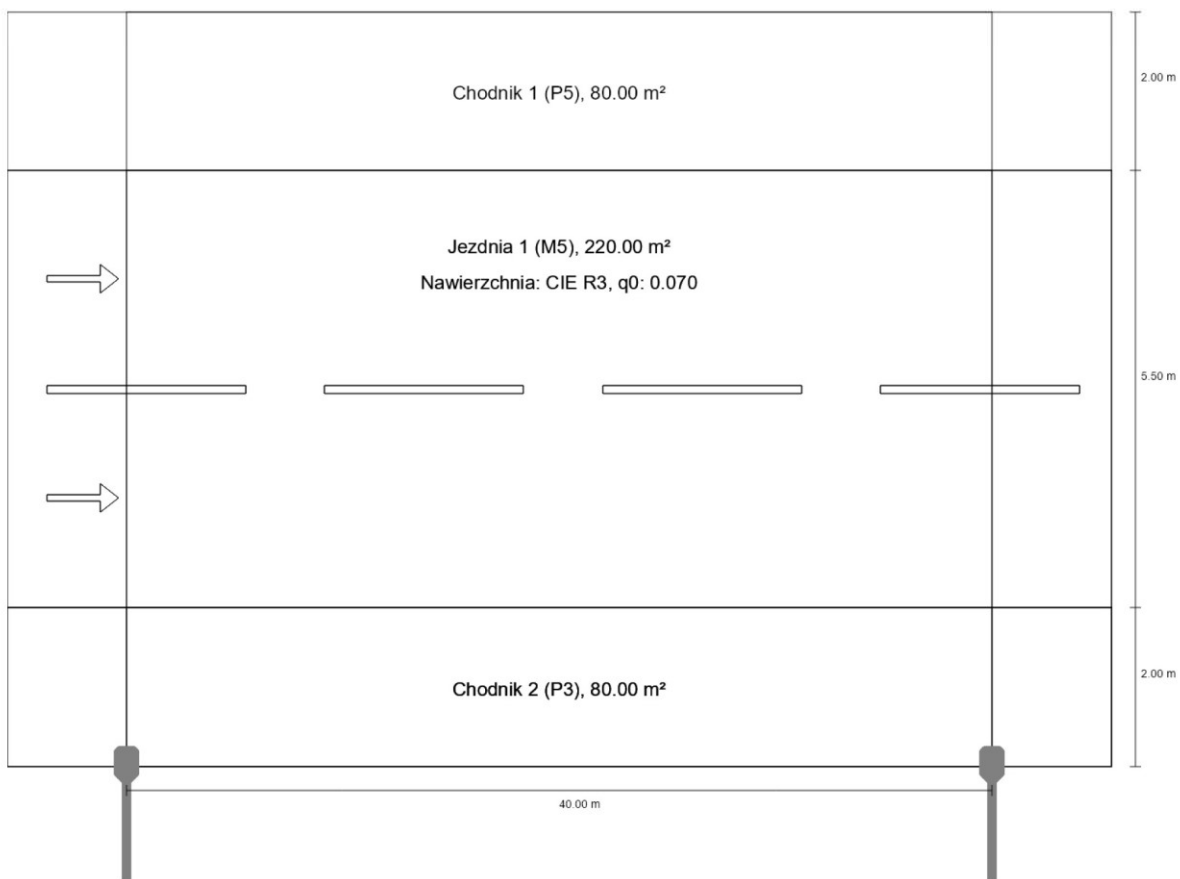 Chodnik 1 (P5), 80.00 m²
2.00 m
Jezdnia 1 (M5), 220.00 m²
Nawierzchnia: CIE R3, q0: 0.070
5.50 m
Chodnik 2 (P3), 80.00 m²
2.00 m
40.00 m